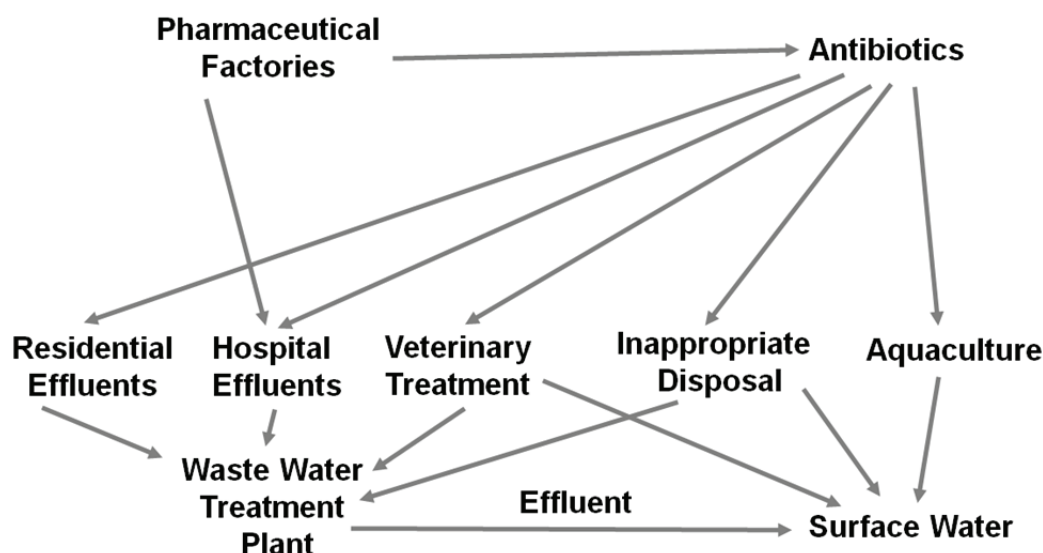 Pharmaceutical
Factories
Antibiotics
Residential
Effluents
Hospital
Effluents
Veterinary
Treatment
Inappropriate
Disposal
Aquaculture
Waste Water
Treatment
Plant
Effluent
Surface Water